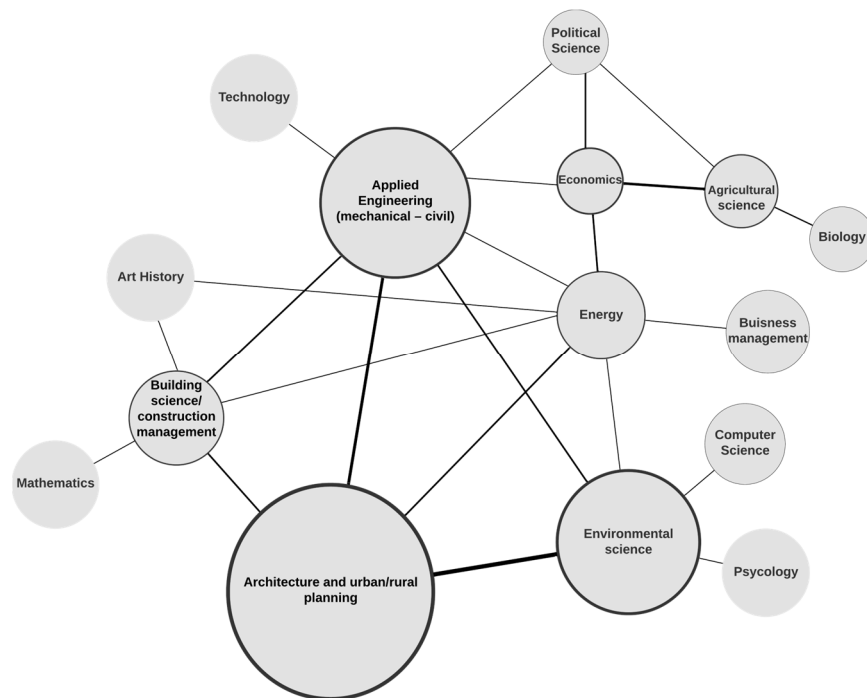 Political
Science
Technology
Applied
Engineering
(mechanical – civil)
Economics
Agricultural
science
Biology
Art History
Energy
Buisness
management
Building
science/
construction
management
Computer
Science
Mathematics
Environmental
science
Architecture and urban/rural
planning
Psycology